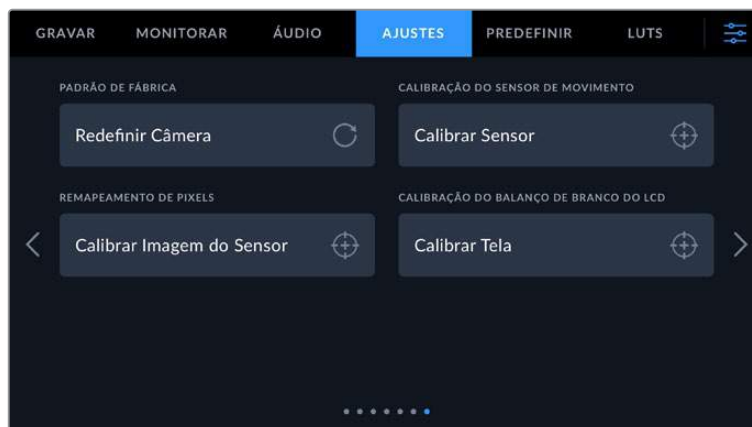 GRAVAR MONITORAR ÁUDIO AJUSTES PREDEFINIR LUTS
PADRÃO DE FÁBRICA
Redefinir Câmera
CALIBRAÇÃO DO SENSOR DE MOVIMENTO
Calibrar Sensor
REMAPEAMENTO DE PIXELS
Calibrar Imagem do Sensor
CALIBRAÇÃO DO BALANÇO DE BRANCO DO LCD
Calibrar Tela